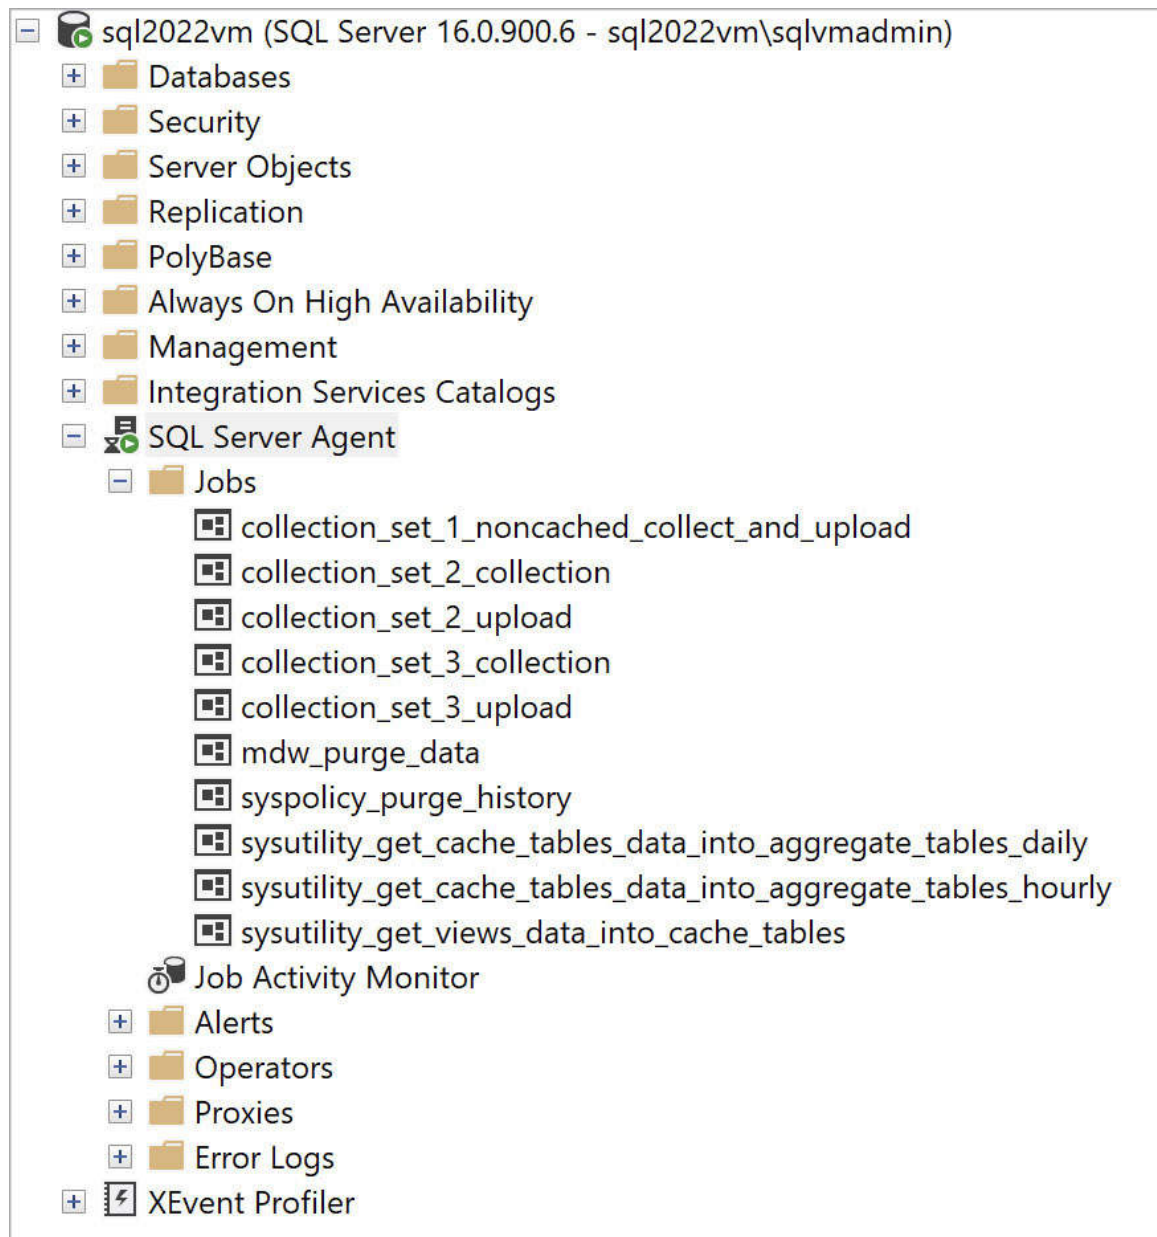 sql2022vm (SQL Server 16.0.900.6 - sql2022vm\sqlvmadmin)
Databases
Security
Server Objects
Replication
PolyBase
Always On High Availability
Management
Integration Services Catalogs
SQL Server Agent
Jobs
collection_set_1_noncached_collect_and_upload
collection_set_2_collection
collection_set_2_upload
collection_set_3_collection
collection_set_3_upload
mdw_purge_data
syspolicy_purge_history
sysutility_get_cache_tables_data_into_aggregate_tables_daily
sysutility_get_cache_tables_data_into_aggregate_tables_hourly
sysutility_get_views_data_into_cache_tables
Job Activity Monitor
Alerts
Operators
Proxies
Error Logs
XEvent Profiler